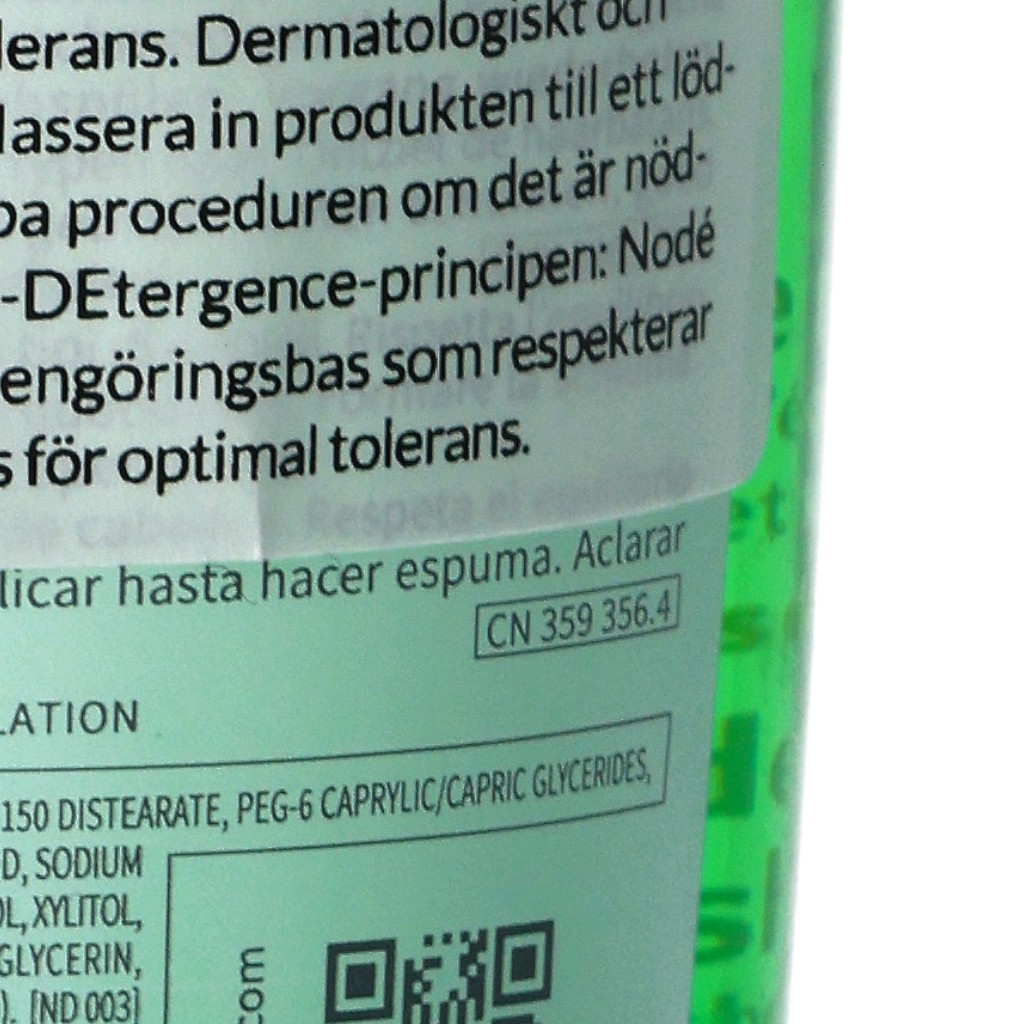 lerans. Dermatologiskt och
lassera in produkten till ett löd-
pa proceduren om det är nöd-
-DEtergence-principen: Nodé
engöringsbas som respekterar
s för optimal tolerans.
licar hasta hacer espuma. Aclarar
CN 359 356.4
LATION
150 DISTEARATE, PEG-6 CAPRYLIC/CAPRIC GLYCERIDES,
D, SODIUM
OL, XYLITOL,
GLYCERIN,
). [ND 003]
com